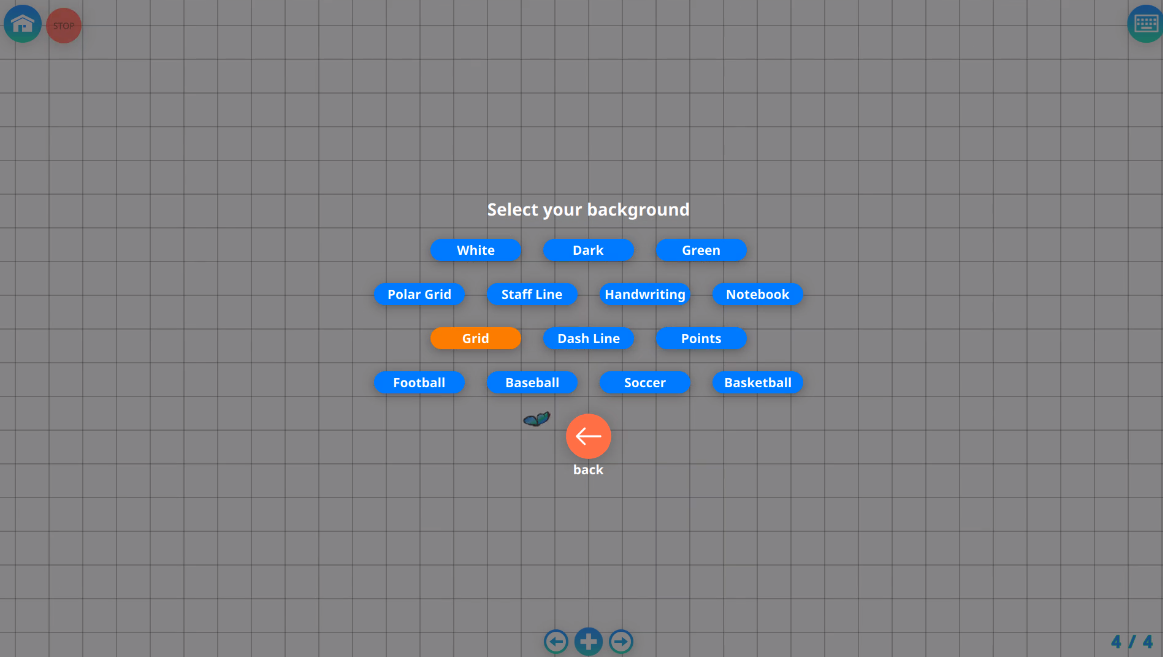 STOP
Select your background
White Dark Green
Polar Grid Staff Line Handwriting Notebook
Grid Dash Line Points
Football Baseball Soccer Basketball
back
4 / 4